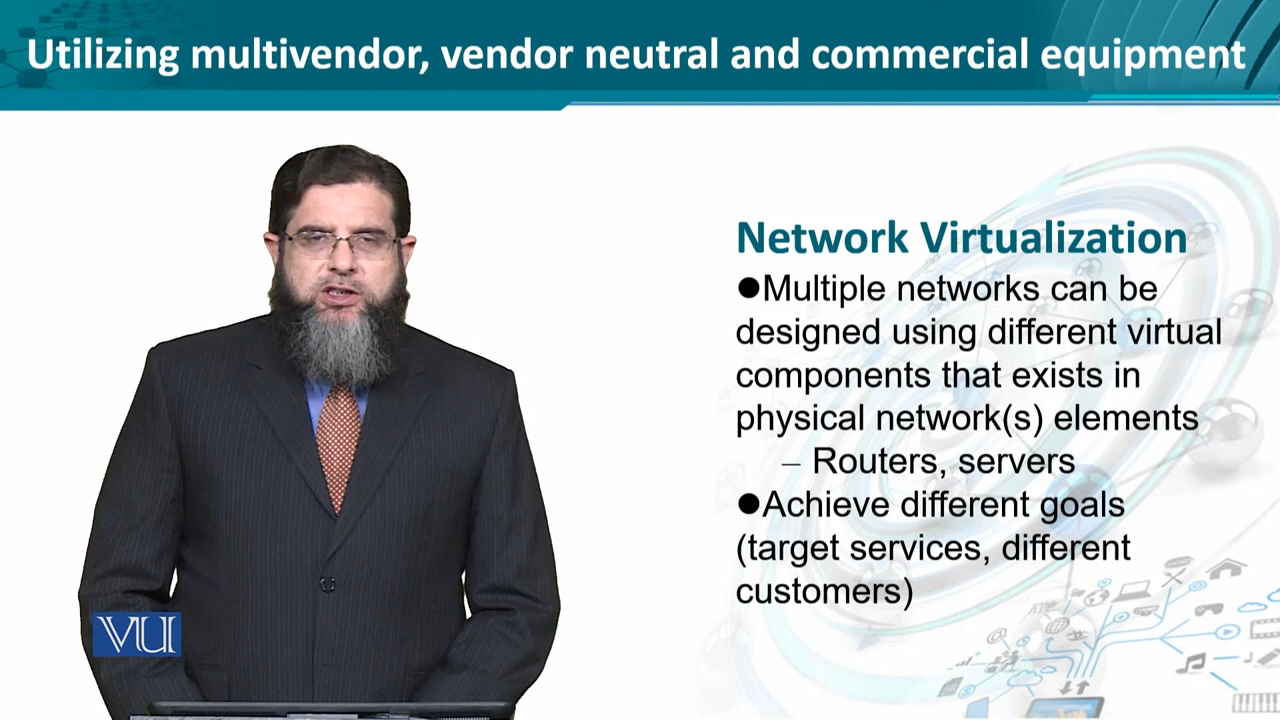 Utilizing multivendor, vendor neutral and commercial equipment
Network Virtualization
●Multiple networks can be
designed using different virtual
components that exists in
physical network(s) elements
– Routers, servers
●Achieve different goals
(target services, different
customers)
VU